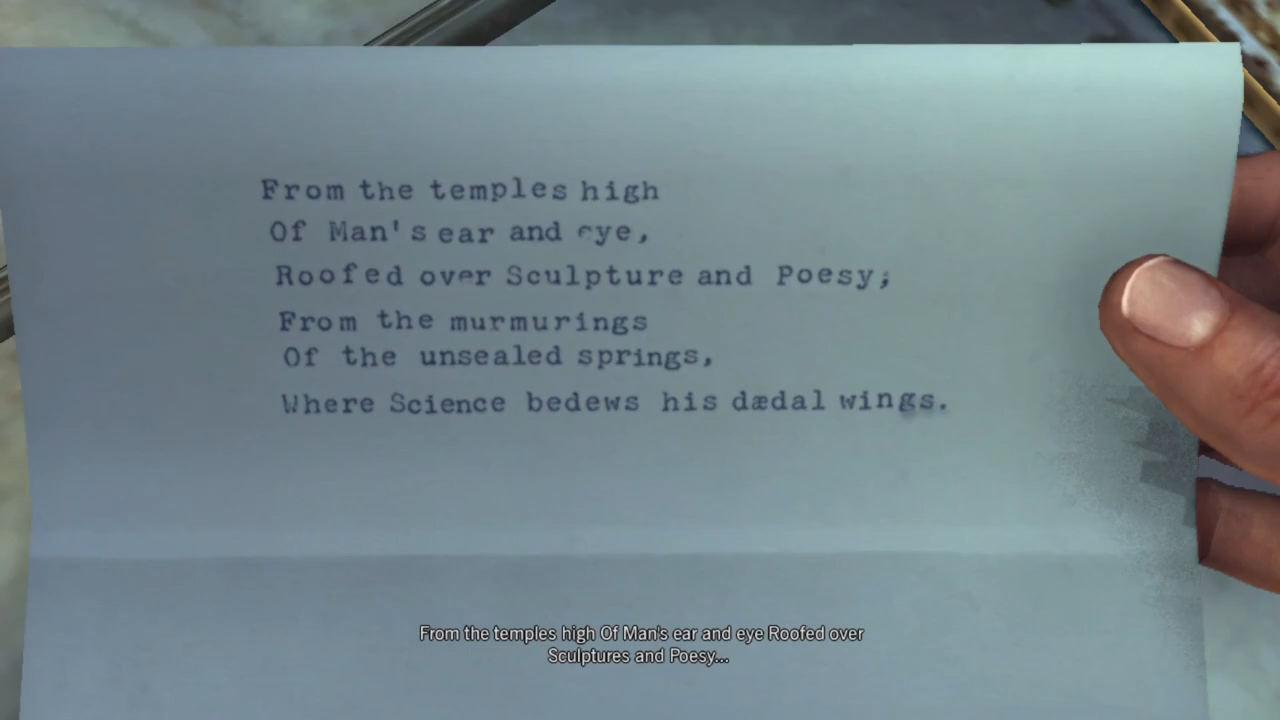 From the temples high
Of Man's ear and eye,
Roofed over Sculpture and Poesy;
From the murmurings
Of the unsealed springs,
Where Science bedews his dædal wings.
From the temples high Of Man's ear and eye Roofed over
Sculptures and Poesy...